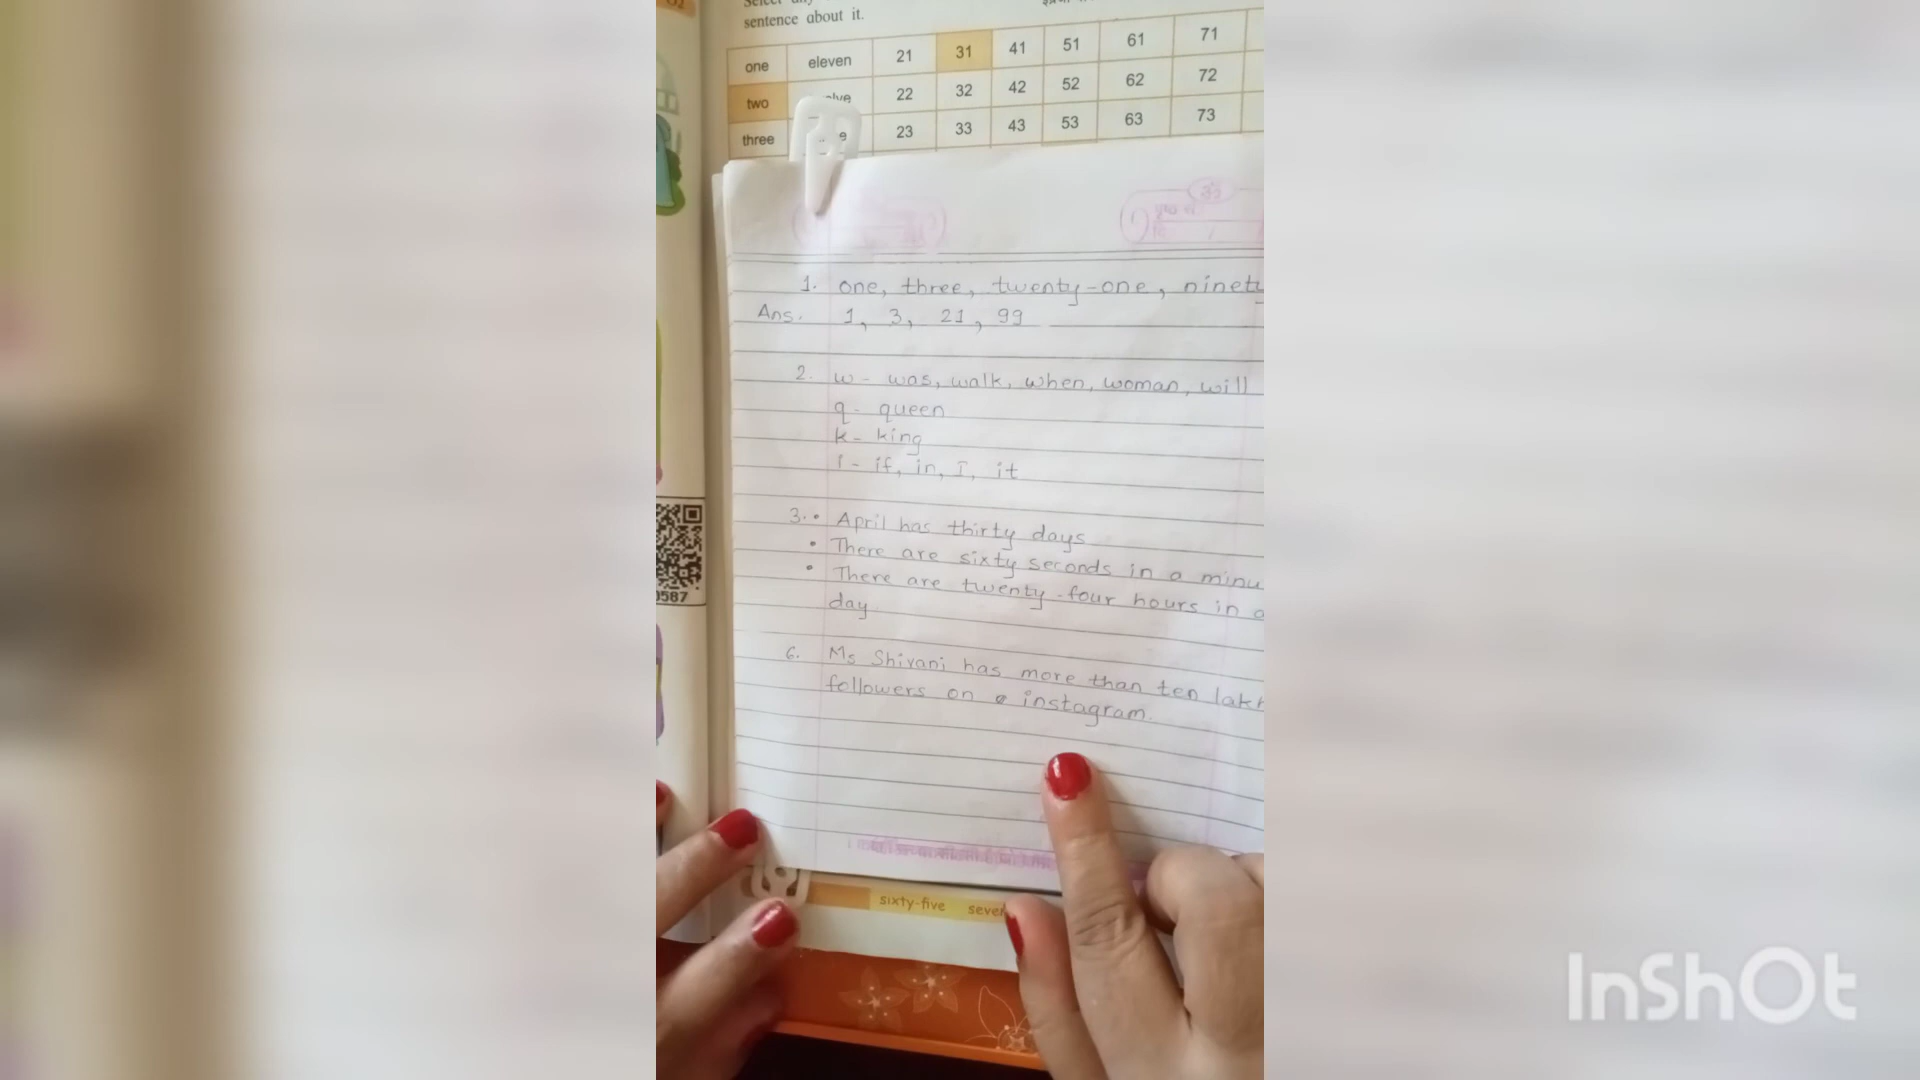 sentence about it.
one eleven 21 31 41 51 61 71
two 22 32 42 52 62 72
three 23 33 43 53 63 73
1. one, three, twenty-one,
Ans. 1, 3, 21, 99
2. w - was, walk, when, woman, will
q - queen
k - king
i - if, in, I, it
3. • April has thirty days
• There are sixty seconds in a
• There are twenty-four hours in a
day.
6. Ms Shivani has more than ten
followers on instagram.
0587
sixty-five
InShOt